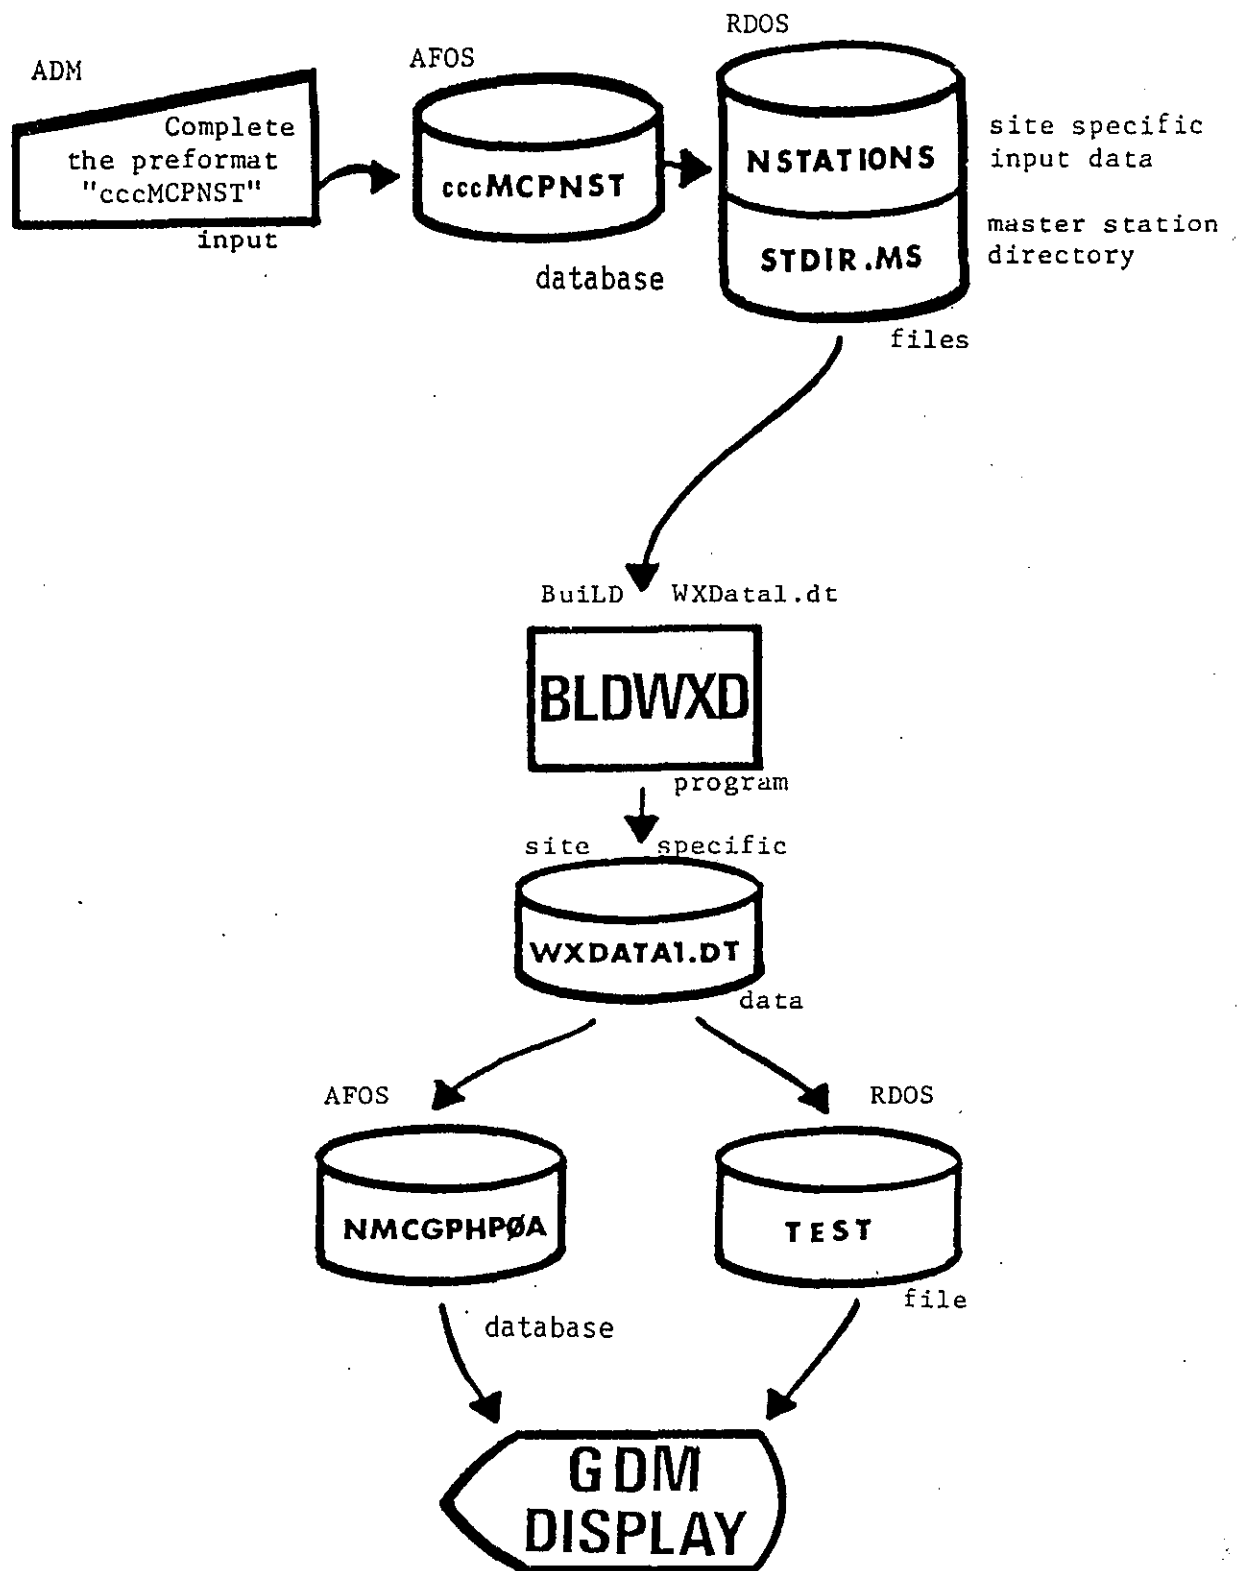 ADM
Complete
the preformat
"cccMCPNST"
input
AFOS
cccMCPNST
database
RDOS
NSTATIONS
STDIR.MS
files
site specific
input data
master station
directory
BuiLD WXData1.dt
BLDWXD
program
site specific
WXDATA1.DT
data
AFOS
NMCGPHPØA
database
RDOS
TEST
file
GDM
DISPLAY